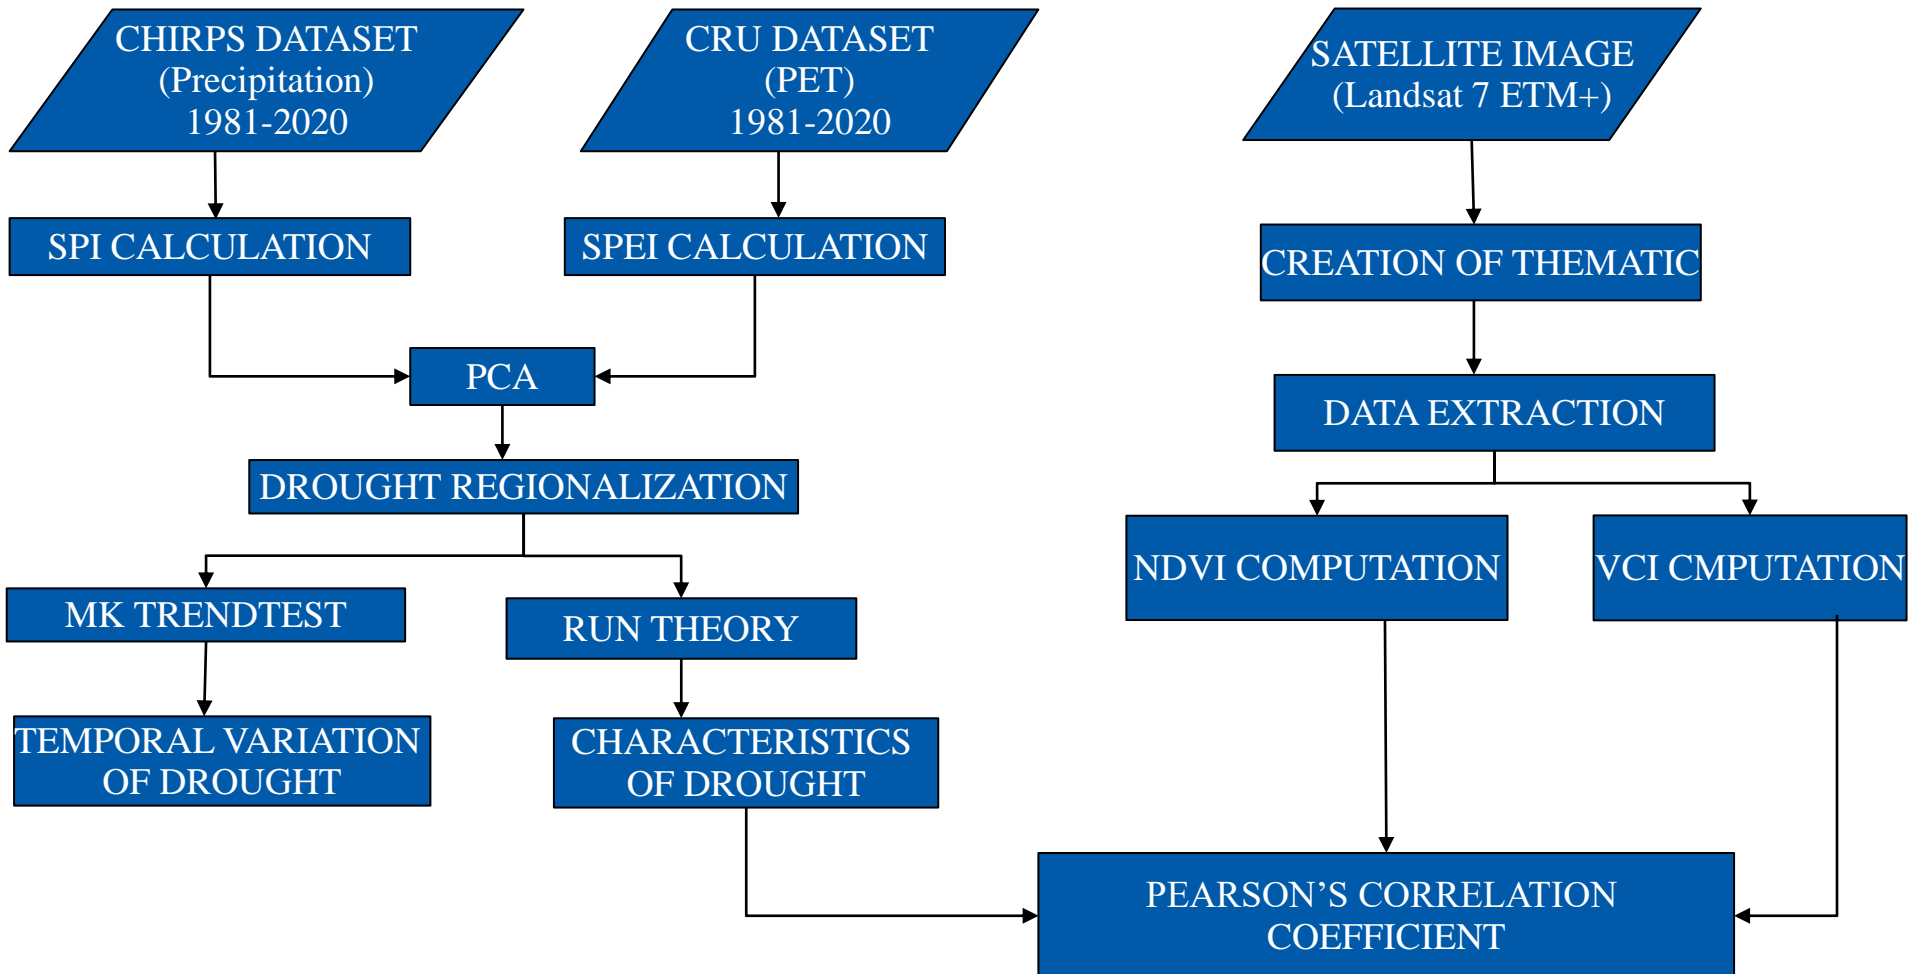 CHIRPS DATASET
(Precipitation)
1981-2020
CRU DATASET
(PET)
1981-2020
SATELLITE IMAGE
(Landsat 7 ETM+)
SPI CALCULATION
SPEI CALCULATION
CREATION OF THEMATIC
PCA
DATA EXTRACTION
DROUGHT REGIONALIZATION
NDVI COMPUTATION
VCI CMPUTATION
MK TRENDTEST
RUN THEORY
TEMPORAL VARIATION
OF DROUGHT
CHARACTERISTICS
OF DROUGHT
PEARSON’S CORRELATION
COEFFICIENT